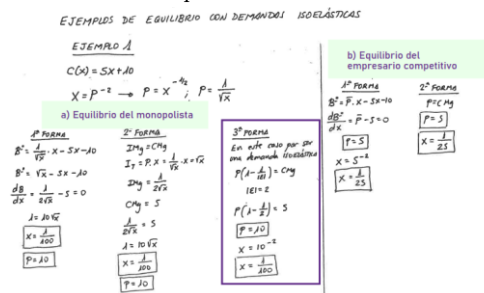 EJEMPLOS DE EQUILIBRIO CON DEMANDAS ISOELÁSTICAS
EJEMPLO 1
C(x) = 5x+10
X = P^-2 → P = X^-1/2 ; P = 1/√x
a) Equilibrio del monopolista
1ª FORMA
B² = 1/√x . X - 5x - 10
B² = √x - 5x - 10
dB/dx = 1/2√x - 5 = 0
1 = 10√x
X = 1/100
P = 10
2ª FORMA
IMg = CMg
I_T = P.X = 1/√x . x = √x
IMg = 1/2√x
CMg = 5
1/2√x = 5
1 = 10√x
X = 1/100
P = 10
3ª FORMA
En este caso por ser
una demanda ISOELÁSTICA
P(1 - 1/|E|) = CMg
|E| = 2
P(1 - 1/2) = 5
P = 10
X = 10^-2
X = 1/100
b) Equilibrio del
empresario competitivo
1ª FORMA
B² = P̄.X - 5x - 10
dB²/dx = P̄ - 5 = 0
P = 5
X = 5^-2
X = 1/25
2ª FORMA
P = CMg
P = 5
X = 1/25